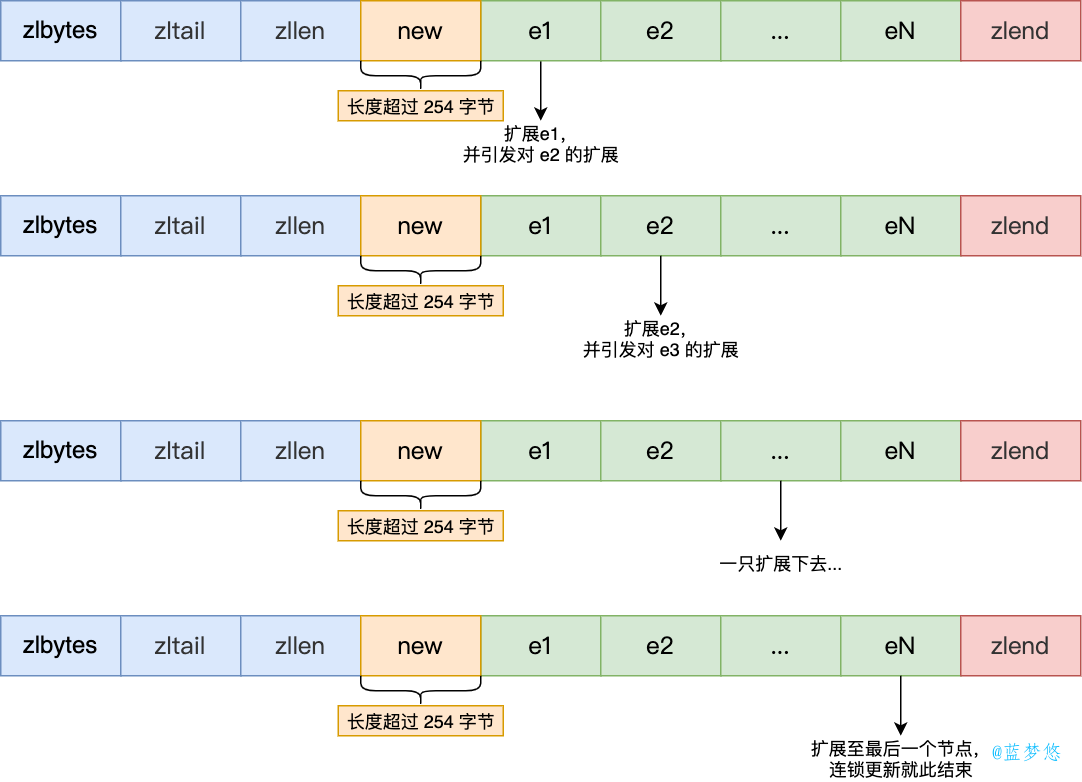 zlbytes zltail zllen new e1 e2 ... eN zlend
长度超过 254 字节
扩展e1，
并引发对 e2 的扩展
zlbytes zltail zllen new e1 e2 ... eN zlend
长度超过 254 字节
扩展e2，
并引发对 e3 的扩展
zlbytes zltail zllen new e1 e2 ... eN zlend
长度超过 254 字节
一只扩展下去...
zlbytes zltail zllen new e1 e2 ... eN zlend
长度超过 254 字节
扩展至最后一个节点，
连锁更新就此结束
@蓝梦悠